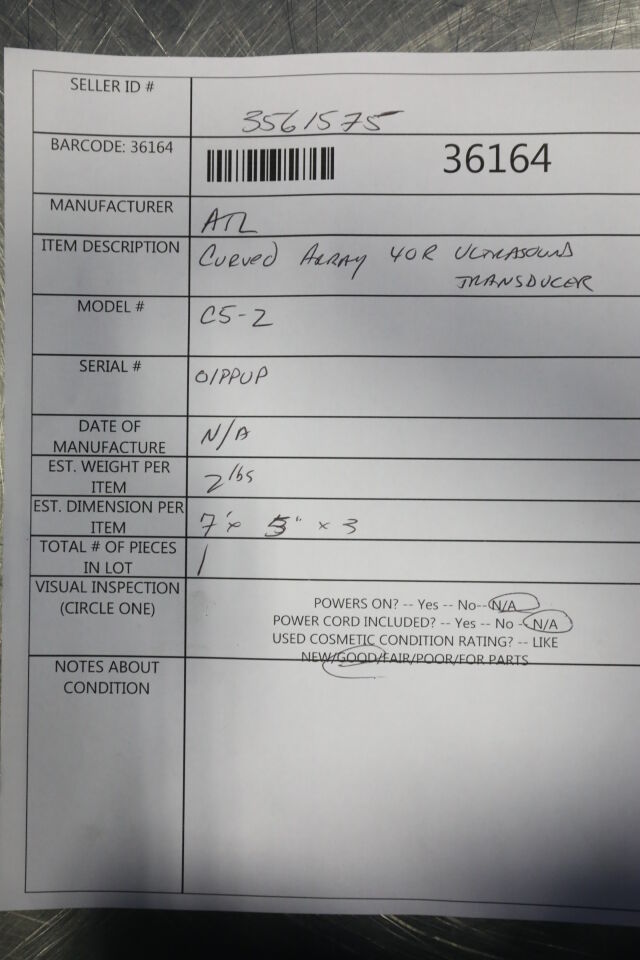 SELLER ID #
3561575
BARCODE: 36164
36164
MANUFACTURER
ATL
ITEM DESCRIPTION
CURVED ARRAY 40R ULTRASOUND
TRANSDUCER
MODEL #
C5-2
SERIAL #
01PPUP
DATE OF
MANUFACTURE
N/A
EST. WEIGHT PER
ITEM
2 lbs
EST. DIMENSION PER
ITEM
7" x 5" x 3
TOTAL # OF PIECES
IN LOT
1
VISUAL INSPECTION
(CIRCLE ONE)
POWERS ON? -- Yes -- No--N/A
POWER CORD INCLUDED? -- Yes -- No - N/A
USED COSMETIC CONDITION RATING? -- LIKE
NEW/GOOD/FAIR/POOR/FOR PARTS
NOTES ABOUT
CONDITION